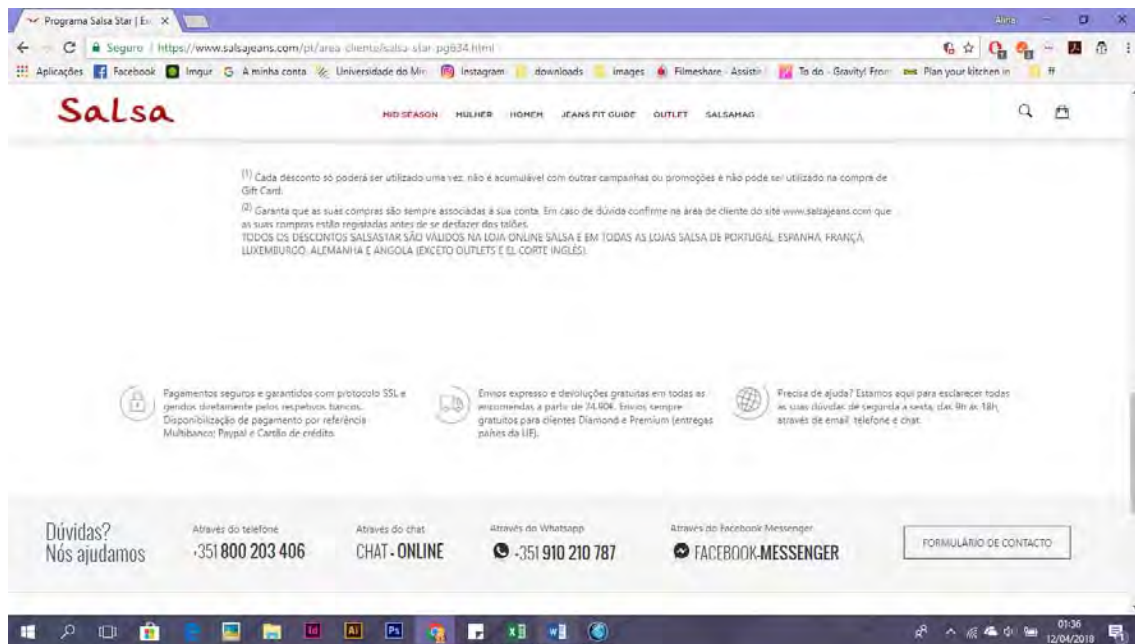 Programa Salsa Star | Ex
Aline
Seguro | https://www.salsajeans.com/pt/area-cliente/salsa-star-pg634.html
Aplicações Facebook Imgur A minha conta Universidade do Min Instagram downloads images Filmeshare - Assistir To do - Gravity! Fron Plan your kitchen in ff
Salsa
MID SEASON MULHER HOMEM JEANS FIT GUIDE OUTLET SALSAMAG
(1) Cada desconto só poderá ser utilizado uma vez, não é acumulável com outras campanhas ou promoções e não pode ser utilizado na compra de
Gift Card.
(2) Garanta que as suas compras são sempre associadas à sua conta. Em caso de dúvida confirme na área de cliente do site www.salsajeans.com que
as suas compras estão registadas antes de se desfazer dos talões.
TODOS OS DESCONTOS SALSASTAR SÃO VÁLIDOS NA LOJA ONLINE SALSA E EM TODAS AS LOJAS SALSA DE PORTUGAL, ESPANHA, FRANÇA,
LUXEMBURGO, ALEMANHA E ANGOLA (EXCETO OUTLETS E EL CORTE INGLÉS).
Pagamentos seguros e garantidos com protocolo SSL e
geridos diretamente pelos respetivos bancos.
Disponibilização de pagamento por referência
Multibanco; Paypal e Cartão de crédito.
Envios expresso e devoluções gratuitas em todas as
encomendas a partir de 74.90€. Envios sempre
gratuitos para clientes Diamond e Premium (entregas
países da UE).
Precisa de ajuda? Estamos aqui para esclarecer todas
as suas dúvidas de segunda a sexta, das 9h às 18h,
através de email, telefone e chat.
Dúvidas?
Nós ajudamos
Através do telefone
+351 800 203 406
Através do chat
CHAT - ONLINE
Através do Whatsapp
+351 910 210 787
Através do Facebook Messenger
FACEBOOK-MESSENGER
FORMULÁRIO DE CONTACTO
01:36
12/04/2018